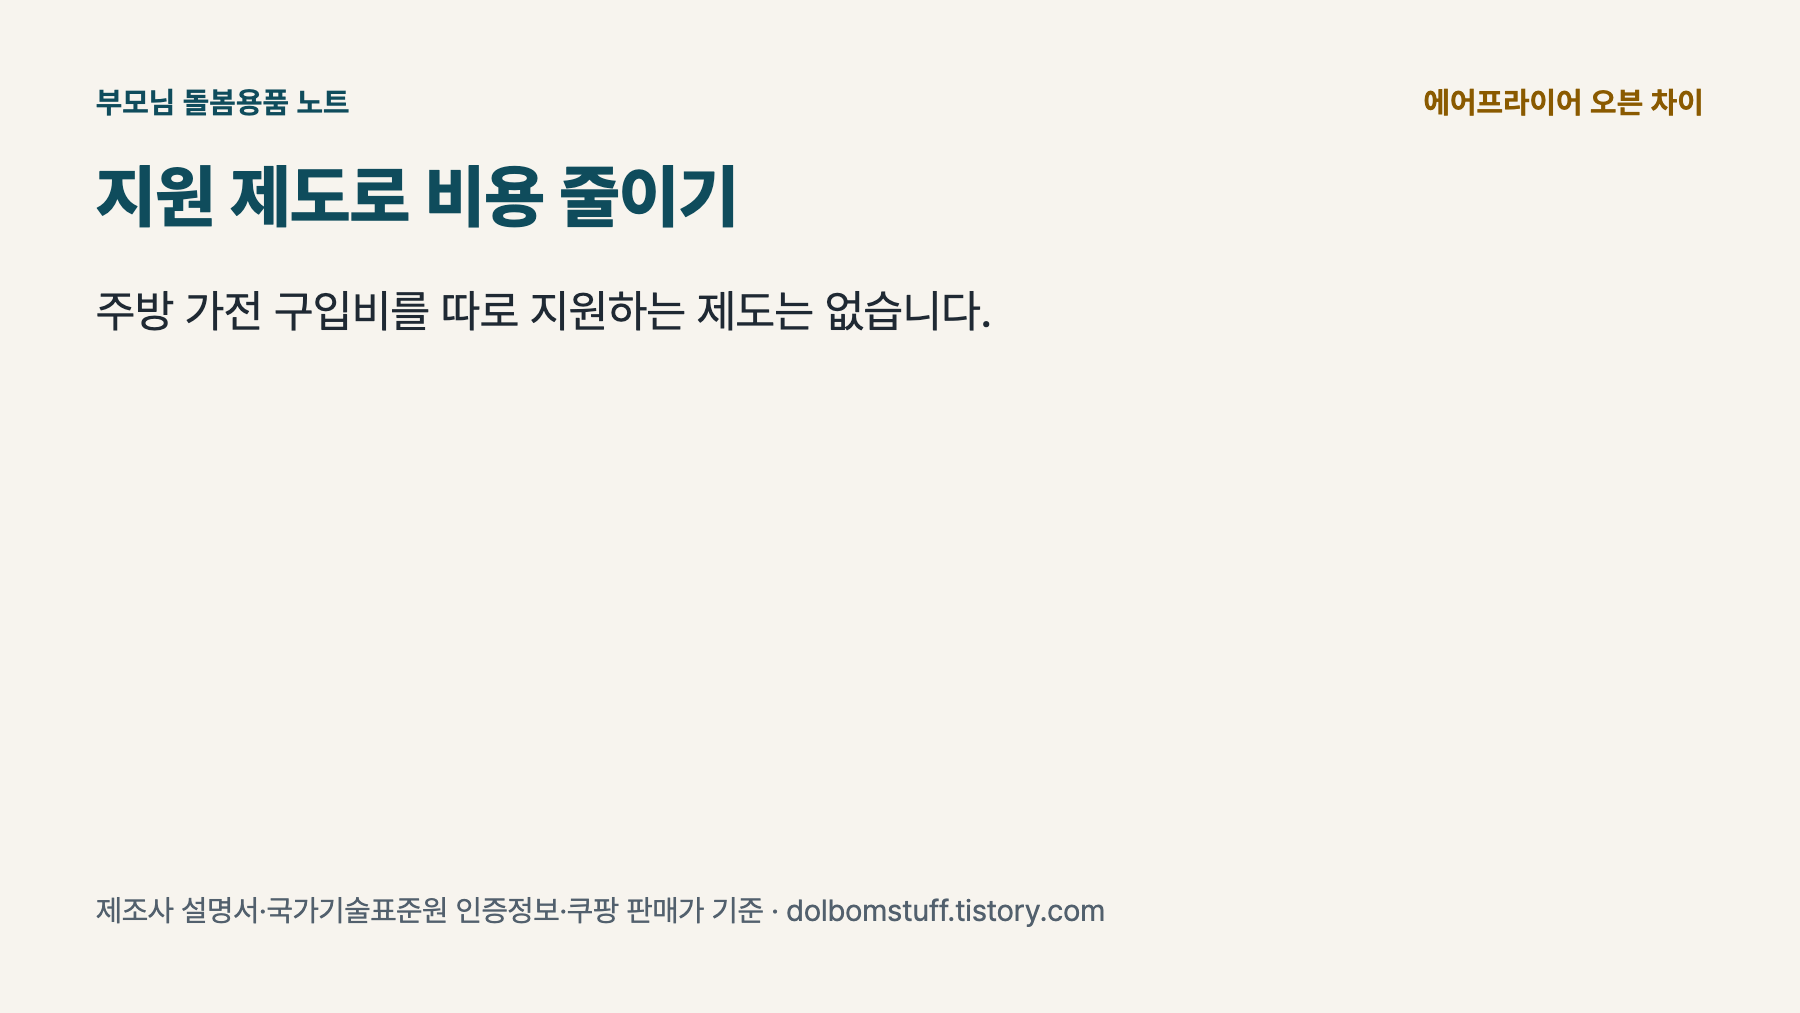 부모님 돌봄용품 노트
에어프라이어 오븐 차이
지원 제도로 비용 줄이기
주방 가전 구입비를 따로 지원하는 제도는 없습니다.
제조사 설명서·국가기술표준원 인증정보·쿠팡 판매가 기준 · dolbomstuff.tistory.com